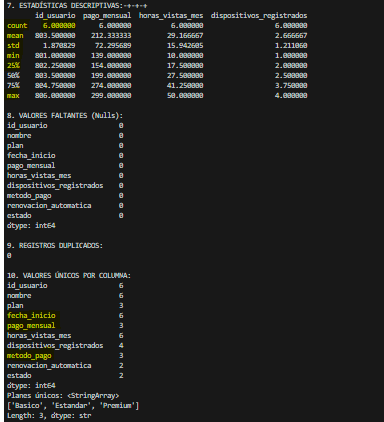 7. ESTADÍSTICAS DESCRIPTIVAS:-+-+-+
id_usuario pago_mensual horas_vistas_mes dispositivos_registrados
count 6.000000 6.000000 6.000000 6.000000
mean 803.500000 212.333333 29.166667 2.666667
std 1.870829 72.295689 15.942605 1.211060
min 801.000000 139.000000 10.000000 1.000000
25% 802.250000 154.000000 17.500000 2.000000
50% 803.500000 199.000000 27.500000 2.500000
75% 804.750000 274.000000 41.250000 3.750000
max 806.000000 299.000000 50.000000 4.000000
8. VALORES FALTANTES (Nulls):
id_usuario 0
nombre 0
plan 0
fecha_inicio 0
pago_mensual 0
horas_vistas_mes 0
dispositivos_registrados 0
metodo_pago 0
renovacion_automatica 0
estado 0
dtype: int64
9. REGISTROS DUPLICADOS:
0
10. VALORES ÚNICOS POR COLUMNA:
id_usuario 6
nombre 6
plan 3
fecha_inicio 6
pago_mensual 3
horas_vistas_mes 6
dispositivos_registrados 4
metodo_pago 3
renovacion_automatica 2
estado 2
dtype: int64
Planes únicos: <StringArray>
['Basico', 'Estandar', 'Premium']
Length: 3, dtype: str